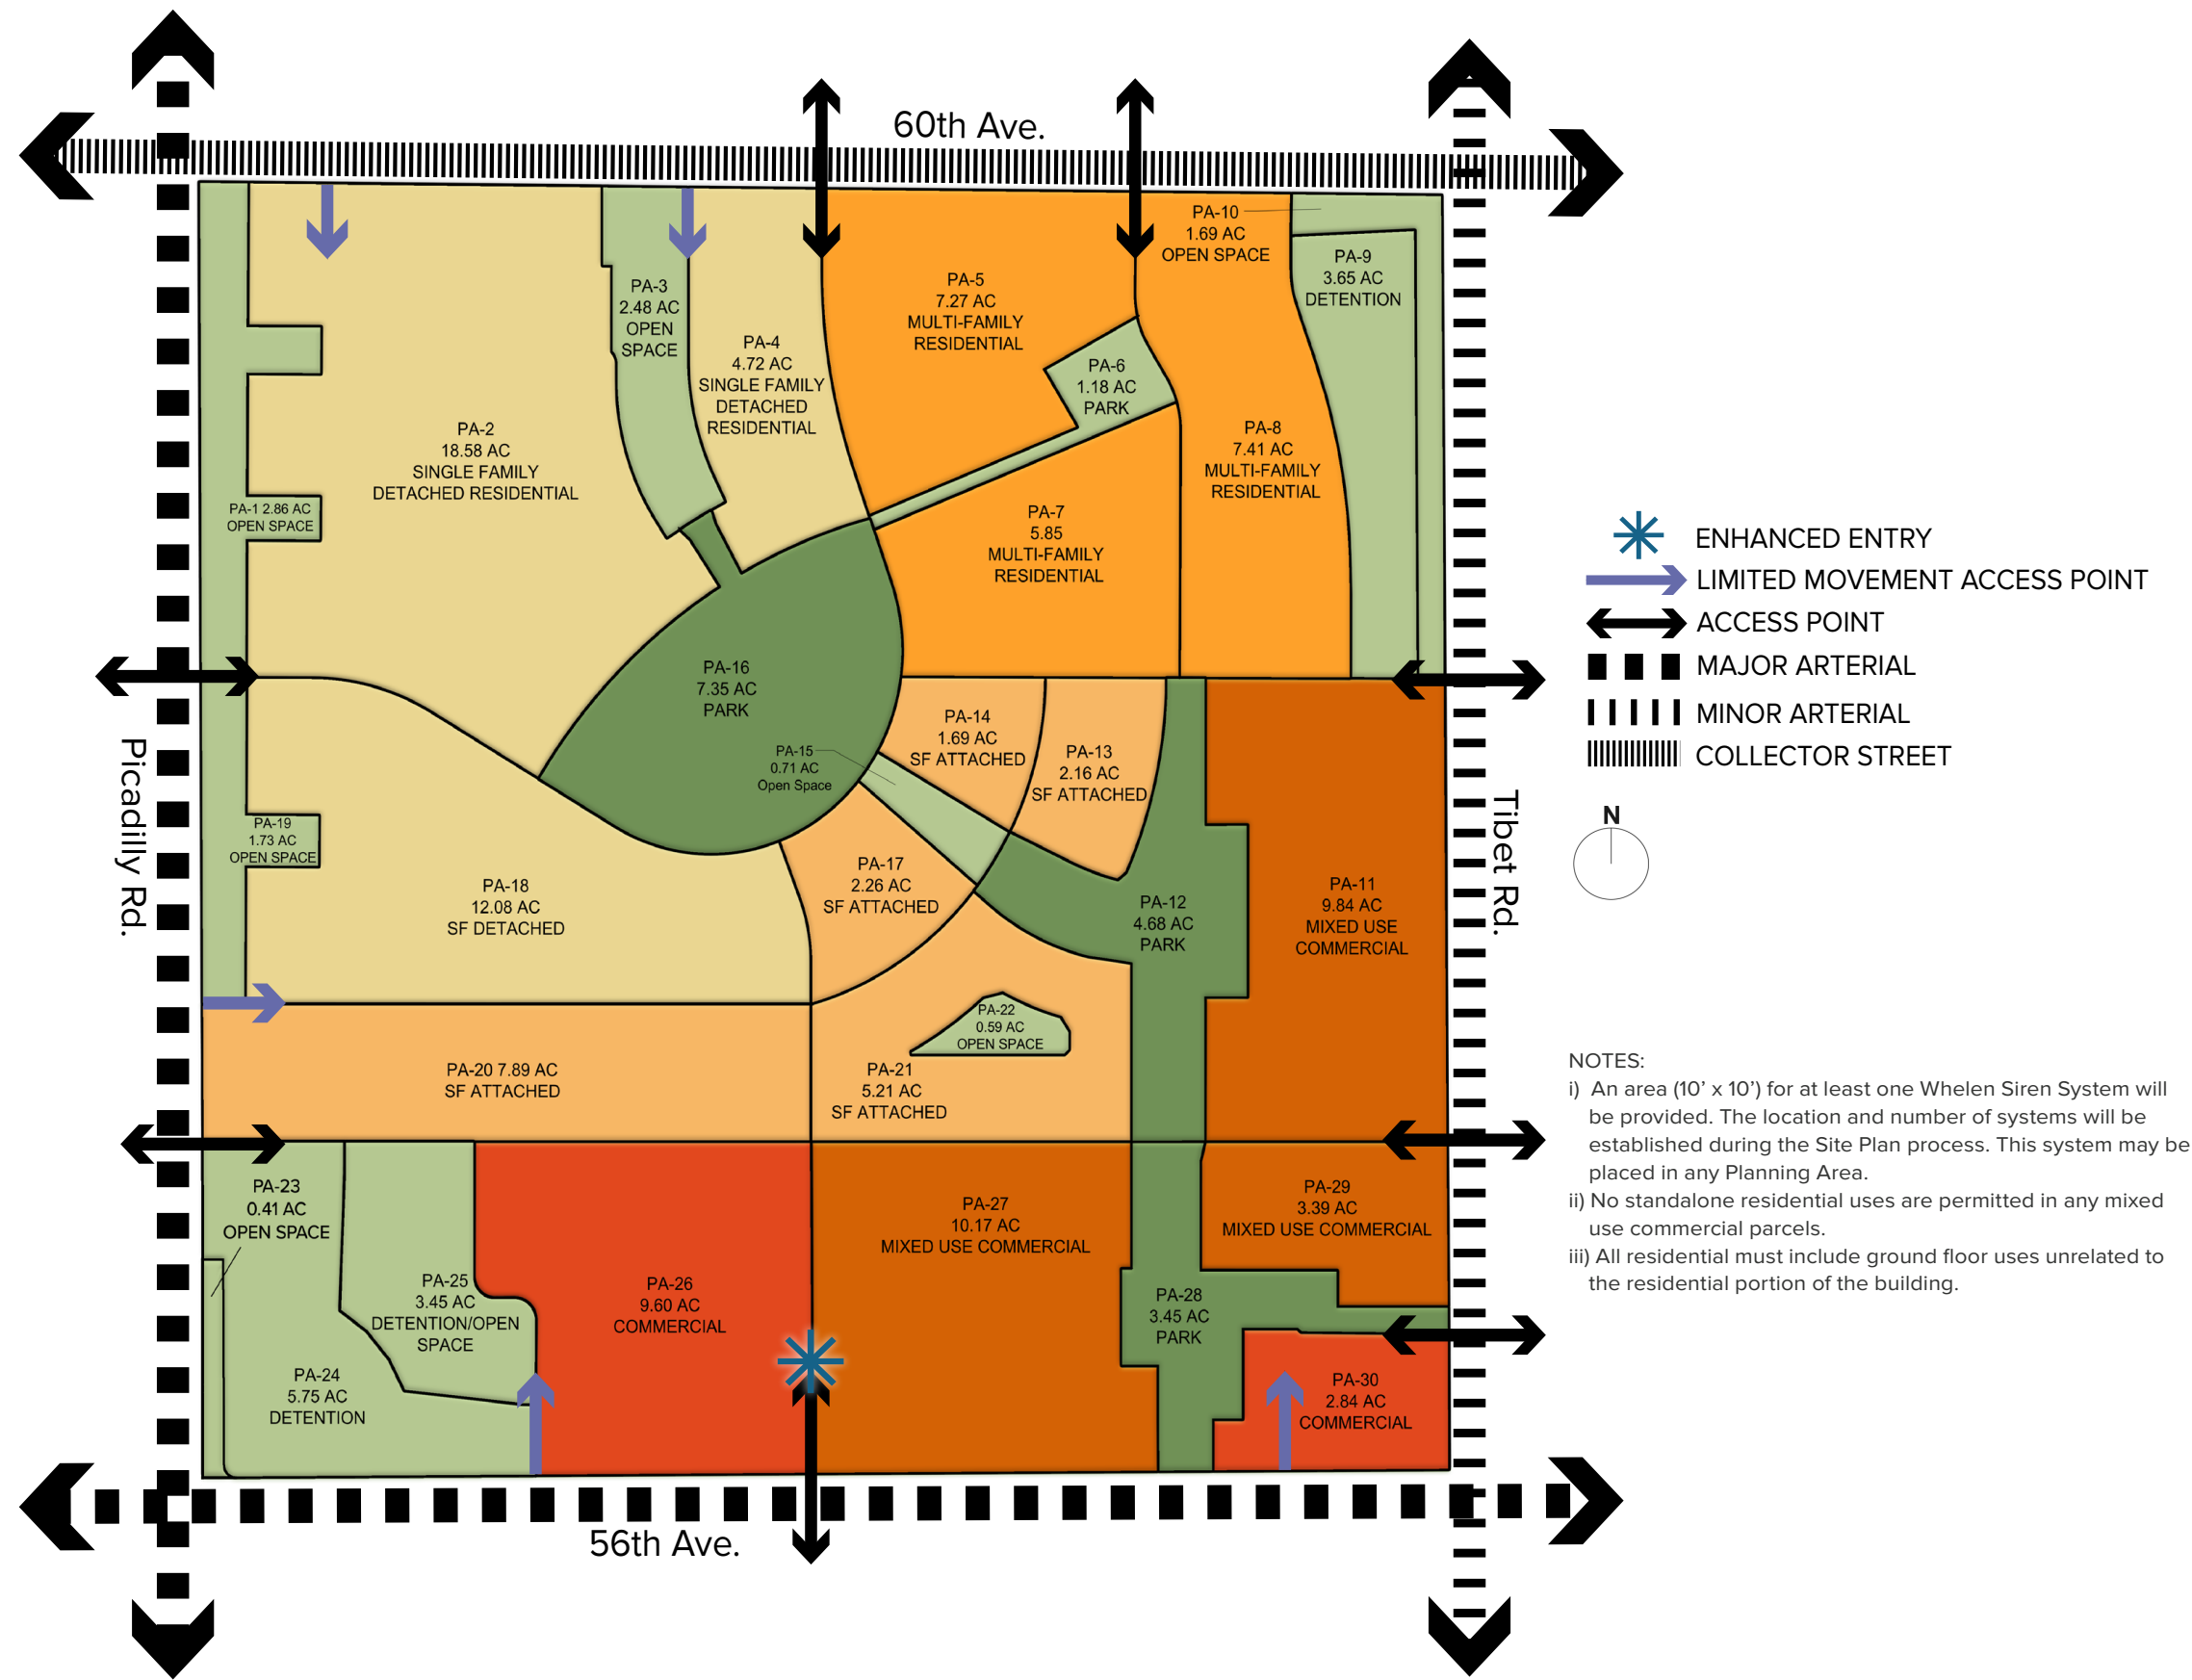 60th Ave.
PA-10
1.69 AC
OPEN SPACE
PA-9
3.65 AC
DETENTION
PA-3
2.48 AC
OPEN
SPACE
PA-5
7.27 AC
MULTI-FAMILY
RESIDENTIAL
PA-4
4.72 AC
SINGLE FAMILY
DETACHED
RESIDENTIAL
PA-6
1.18 AC
PARK
PA-2
18.58 AC
SINGLE FAMILY
DETACHED RESIDENTIAL
PA-8
7.41 AC
MULTI-FAMILY
RESIDENTIAL
PA-1 2.86 AC
OPEN SPACE
PA-7
5.85
MULTI-FAMILY
RESIDENTIAL
PA-16
7.35 AC
PARK
PA-15
0.71 AC
Open Space
PA-14
1.69 AC
SF ATTACHED
PA-13
2.16 AC
SF ATTACHED
Picadilly Rd.
Tibet Rd.
PA-19
1.73 AC
OPEN SPACE
PA-18
12.08 AC
SF DETACHED
PA-17
2.26 AC
SF ATTACHED
PA-12
4.68 AC
PARK
PA-11
9.84 AC
MIXED USE
COMMERCIAL
PA-22
0.59 AC
OPEN SPACE
PA-20 7.89 AC
SF ATTACHED
PA-21
5.21 AC
SF ATTACHED
PA-23
0.41 AC
OPEN SPACE
PA-25
3.45 AC
DETENTION/OPEN
SPACE
PA-24
5.75 AC
DETENTION
PA-26
9.60 AC
COMMERCIAL
PA-27
10.17 AC
MIXED USE COMMERCIAL
PA-29
3.39 AC
MIXED USE COMMERCIAL
PA-28
3.45 AC
PARK
PA-30
2.84 AC
COMMERCIAL
56th Ave.
ENHANCED ENTRY
LIMITED MOVEMENT ACCESS POINT
ACCESS POINT
MAJOR ARTERIAL
MINOR ARTERIAL
COLLECTOR STREET
N
NOTES:
i) An area (10' x 10') for at least one Whelen Siren System will
be provided. The location and number of systems will be
established during the Site Plan process. This system may be
placed in any Planning Area.
ii) No standalone residential uses are permitted in any mixed
use commercial parcels.
iii) All residential must include ground floor uses unrelated to
the residential portion of the building.